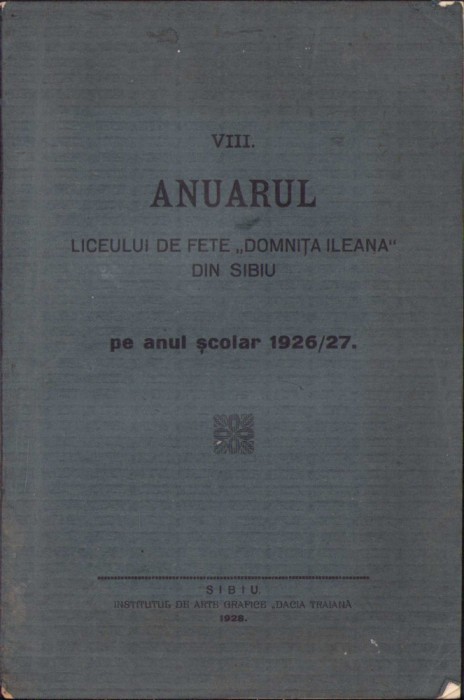 VIII.
ANUARUL
LICEULUI DE FETE „DOMNIȚA ILEANA“
DIN SIBIU
pe anul școlar 1926/27.
SIBIU
INSTITUTUL DE ARTE GRAFICE „DACIA TRAIANĂ
1928.